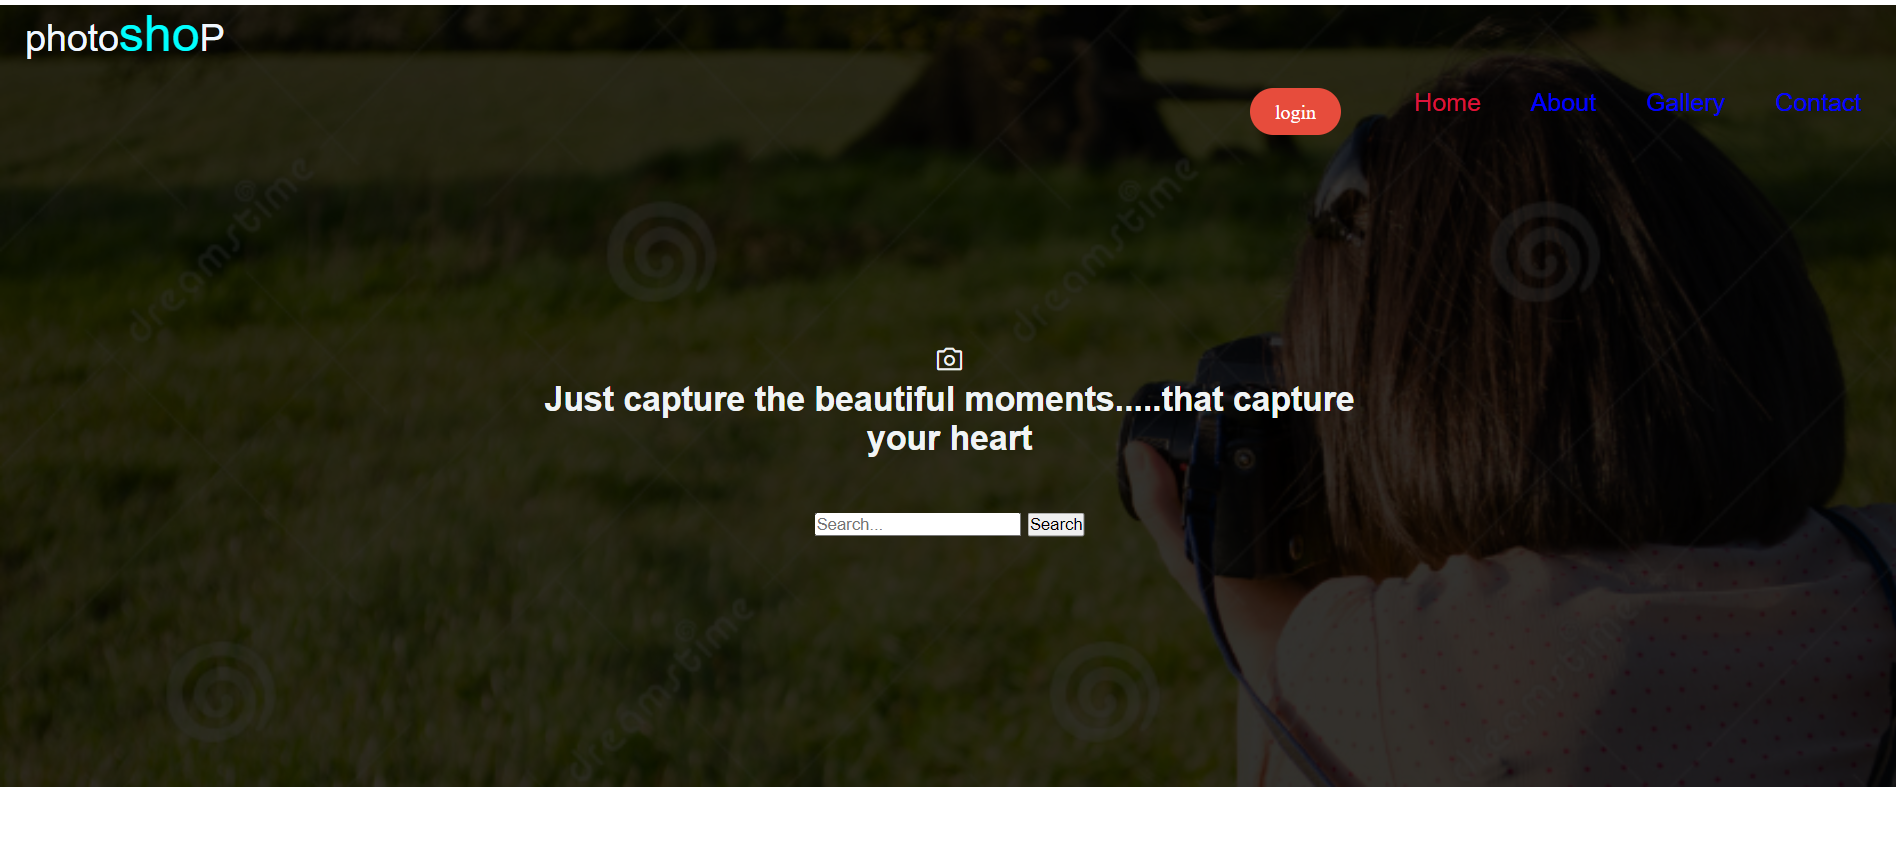 photoshoP
login Home About Gallery Contact
dreamstime dreamstime
Just capture the beautiful moments.....that capture
your heart
Search... Search
dreamstime dreamstime